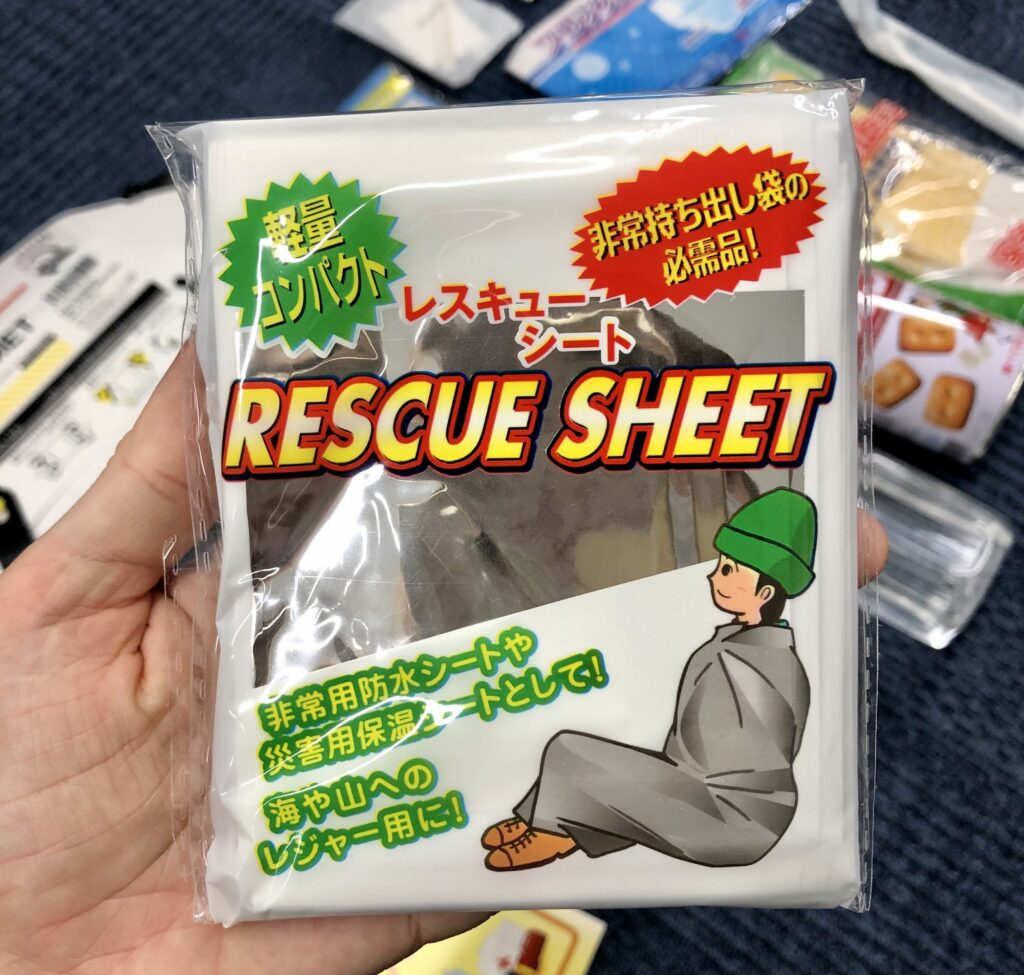 軽量
コンパクト
非常持ち出し袋の
必需品!
レスキュー
シート
RESCUE SHEET
非常用防水シートや
災害用保温シートとして!
海や山への
レジャー用に!